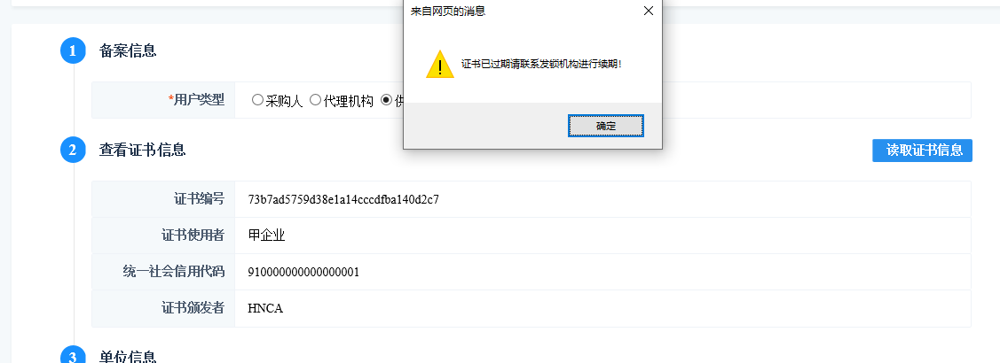 来自网页的消息
证书已过期请联系发锁机构进行续期!
确定
1 备案信息
*用户类型 采购人 代理机构 供
2 查看证书信息 读取证书信息
证书编号 73b7ad5759d38e1a14cccdfba140d2c7
证书使用者 甲企业
统一社会信用代码 910000000000000001
证书颁发者 HNCA
3 单位信息